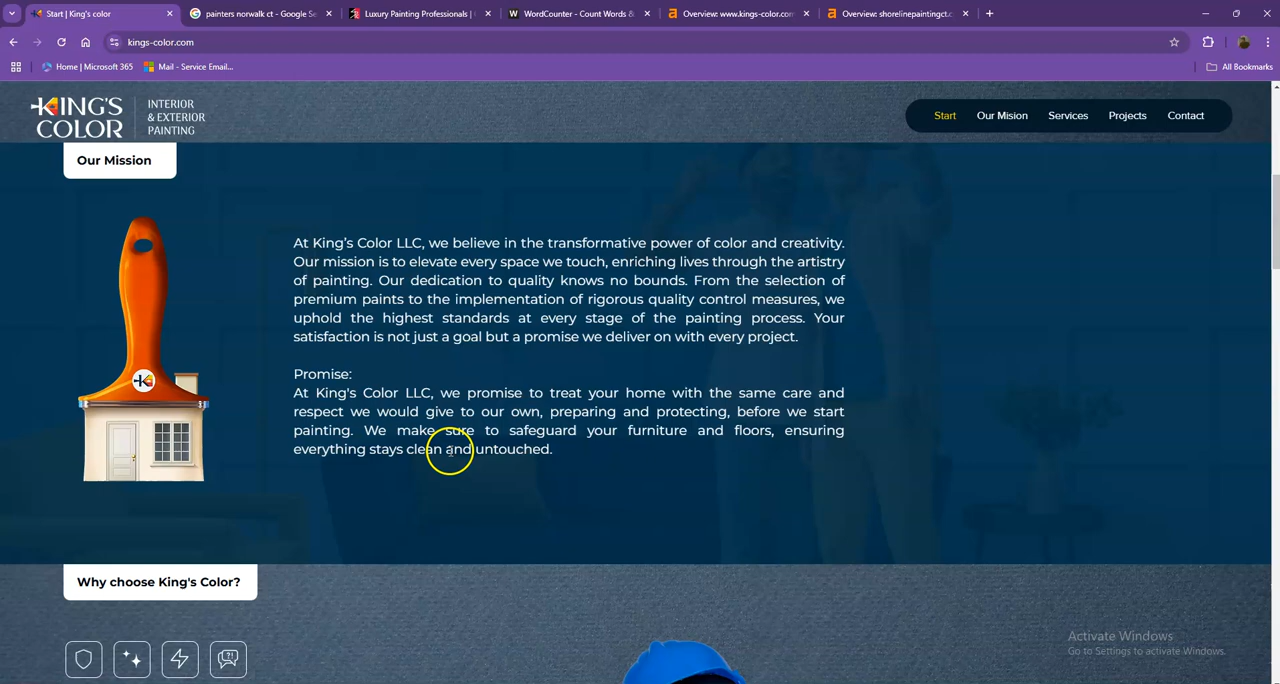 Start | King's color
painters norwalk ct - Google Se
Luxury Painting Professionals |
WordCounter - Count Words &
Overview: www.kings-color.com
Overview: shorelinepaintingct.c
kings-color.com
Home | Microsoft 365
Mail - Service Email...
All Bookmarks
KING'S COLOR
INTERIOR
& EXTERIOR
PAINTING
Start
Our Mision
Services
Projects
Contact
Our Mission
At King's Color LLC, we believe in the transformative power of color and creativity.
Our mission is to elevate every space we touch, enriching lives through the artistry
of painting. Our dedication to quality knows no bounds. From the selection of
premium paints to the implementation of rigorous quality control measures, we
uphold the highest standards at every stage of the painting process. Your
satisfaction is not just a goal but a promise we deliver on with every project.
Promise:
At King's Color LLC, we promise to treat your home with the same care and
respect we would give to our own, preparing and protecting, before we start
painting. We make sure to safeguard your furniture and floors, ensuring
everything stays clean and untouched.
Why choose King's Color?
Activate Windows
Go to Settings to activate Windows.